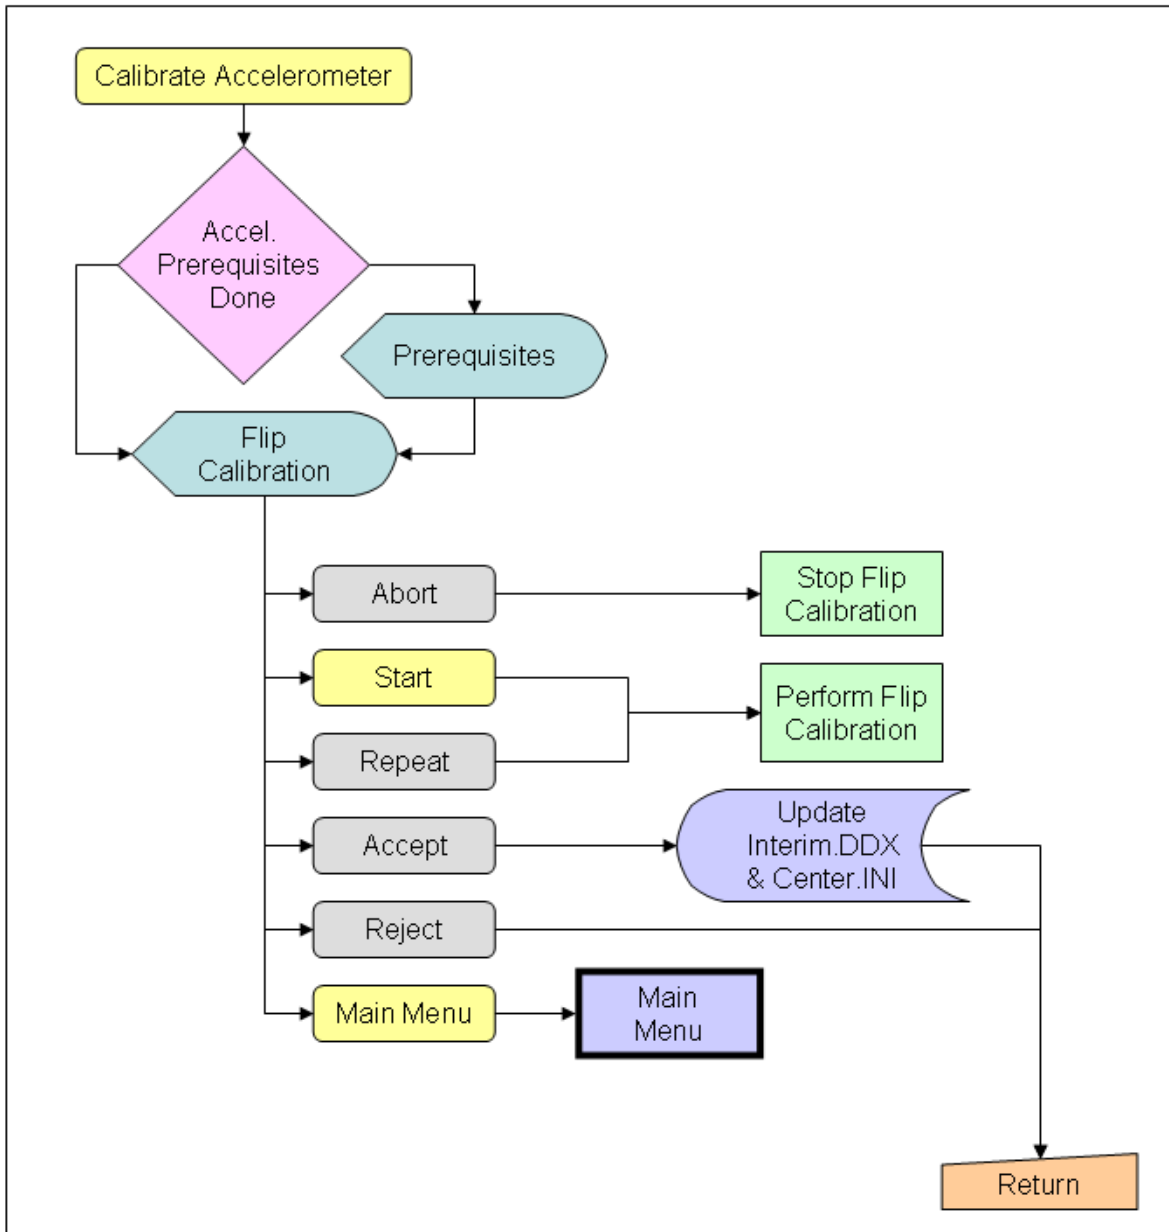 Calibrate Accelerometer
Accel.
Prerequisites
Done
Prerequisites
Flip
Calibration
Abort
Stop Flip
Calibration
Start
Perform Flip
Calibration
Repeat
Accept
Update
Interim.DDX
& Center.INI
Reject
Main Menu
Main
Menu
Return